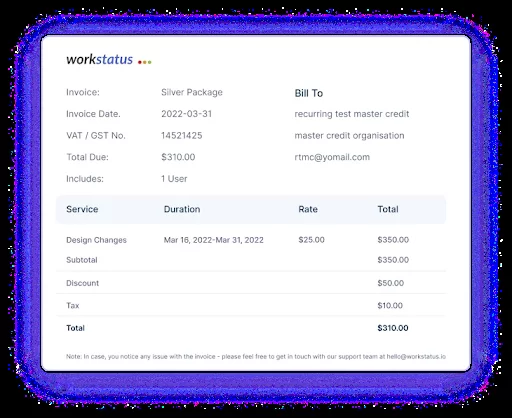 workstatus
Invoice: Silver Package
Bill To
Invoice Date. 2022-03-31
recurring test master credit
VAT / GST No. 14521425
master credit organisation
Total Due: $310.00
rtmc@yomail.com
Includes: 1 User
Service Duration Rate Total
Design Changes Mar 16, 2022-Mar 31, 2022 $25.00 $350.00
Subtotal $350.00
Discount $50.00
Tax $10.00
Total $310.00
Note: In case, you notice any issue with the invoice - please feel free to get in touch with our support team at hello@workstatus.io